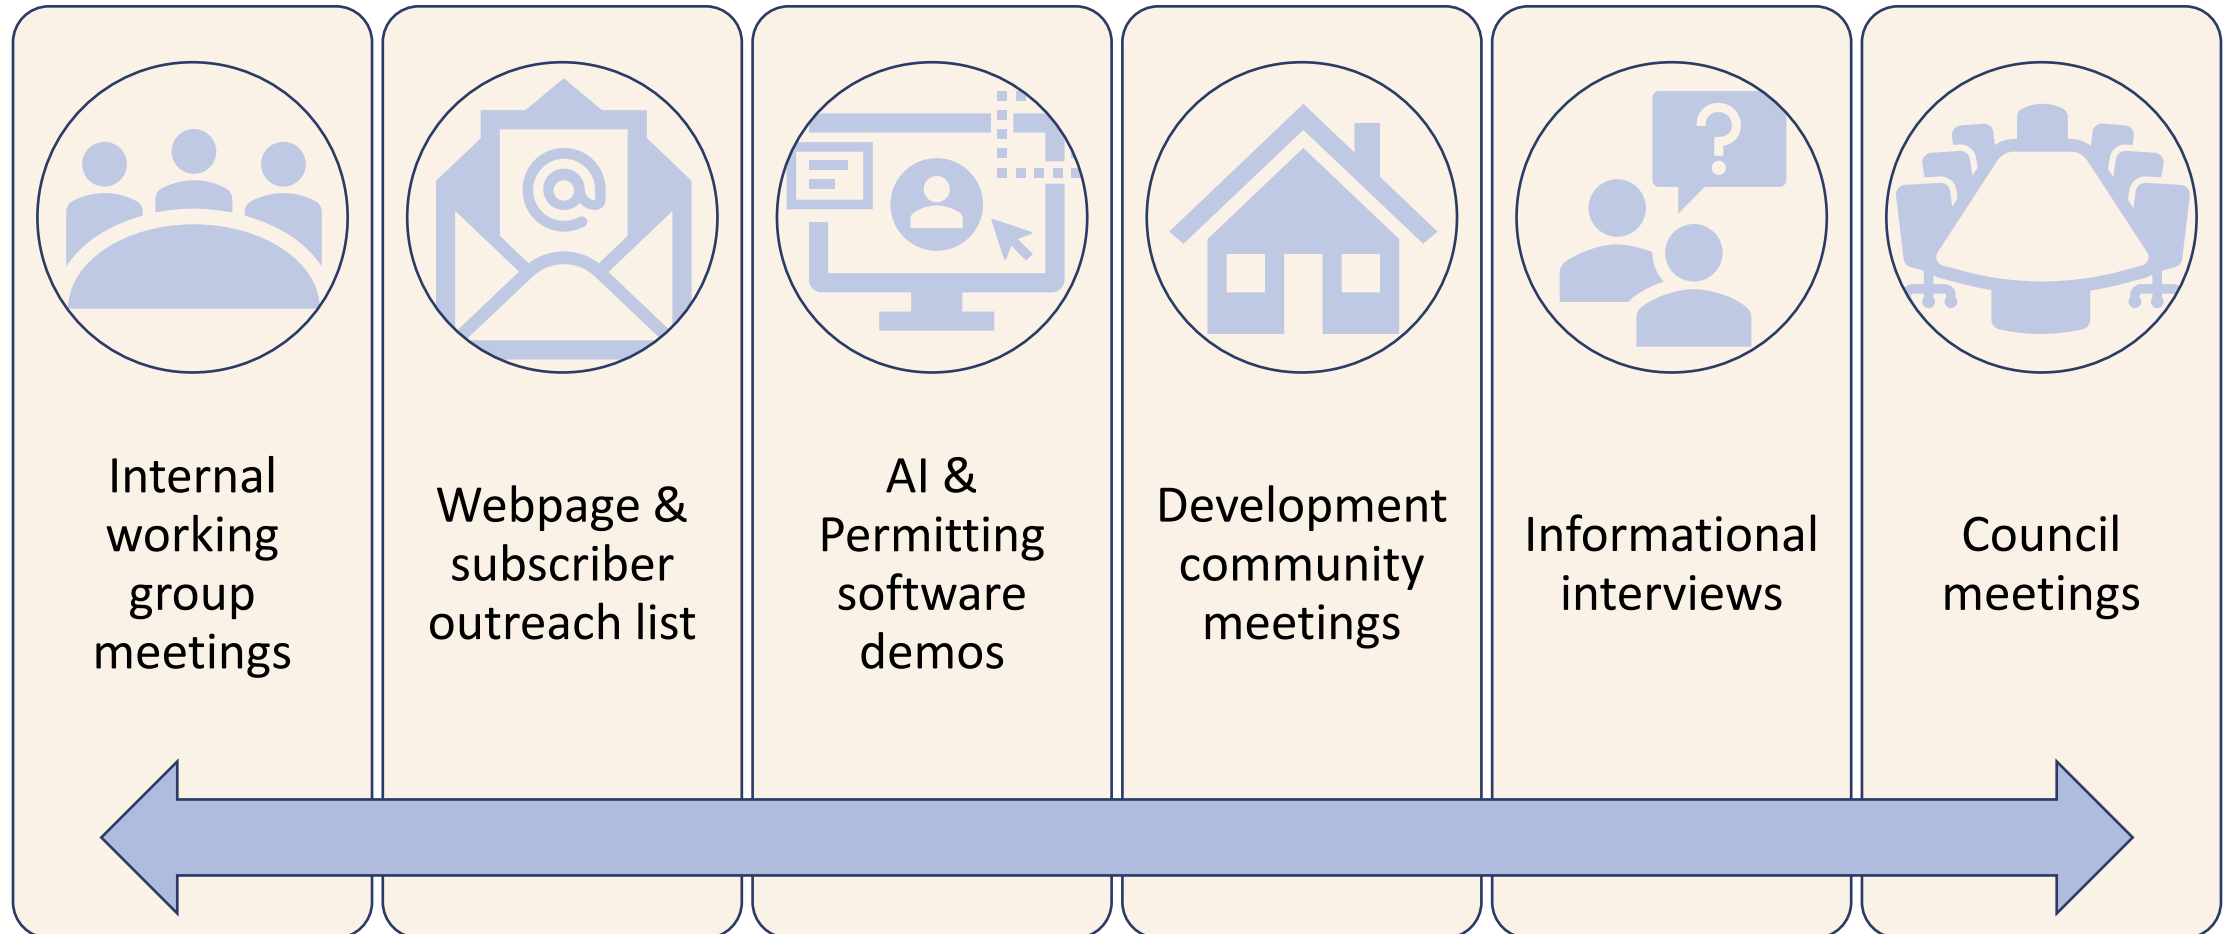 Internal
working
group
meetings
Webpage &
subscriber
outreach list
AI &
Permitting
software
demos
Development
community
meetings
Informational
interviews
Council
meetings